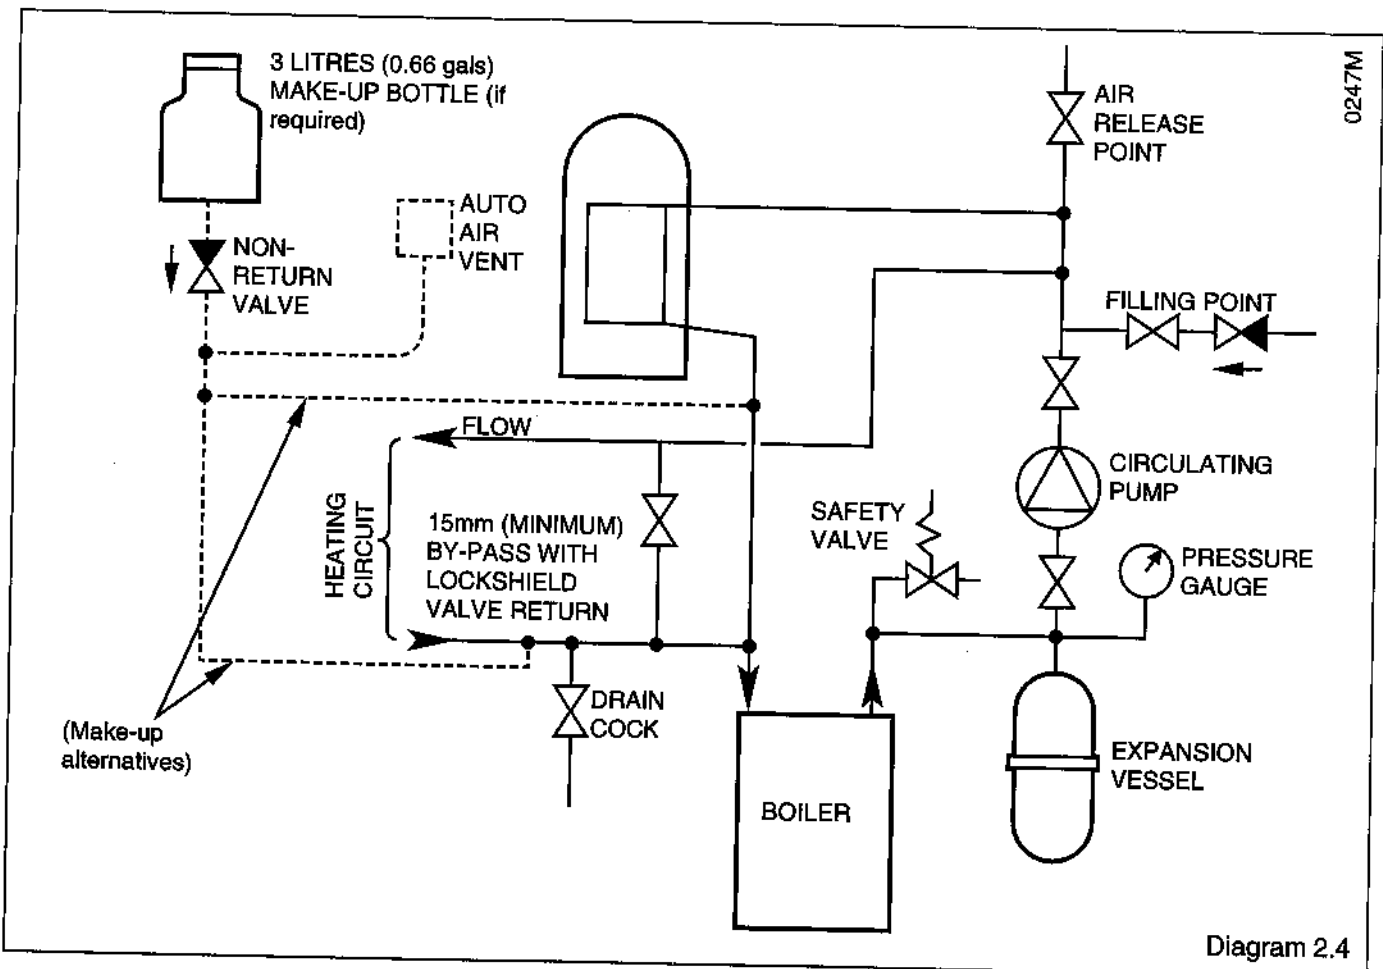 3 LITRES (0.66 gals)
MAKE-UP BOTTLE (if
required)
0247M
AIR
RELEASE
POINT
AUTO
AIR
VENT
NON-
RETURN
VALVE
FILLING POINT
FLOW
CIRCULATING
PUMP
SAFETY
VALVE
HEATING
CIRCUIT
15mm (MINIMUM)
BY-PASS WITH
LOCKSHIELD
VALVE RETURN
PRESSURE
GAUGE
DRAIN
COCK
(Make-up
alternatives)
BOILER
EXPANSION
VESSEL
Diagram 2.4